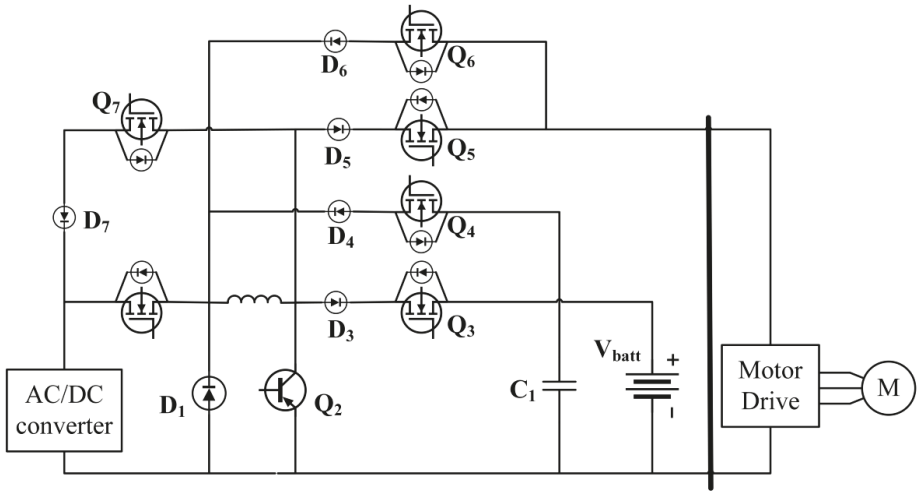 D6
Q6
Q7
D5
Q5
D7
D4
Q4
D3
Q3
Vbatt
+
-
AC/DC
converter
D1
Q2
C1
Motor
Drive
M